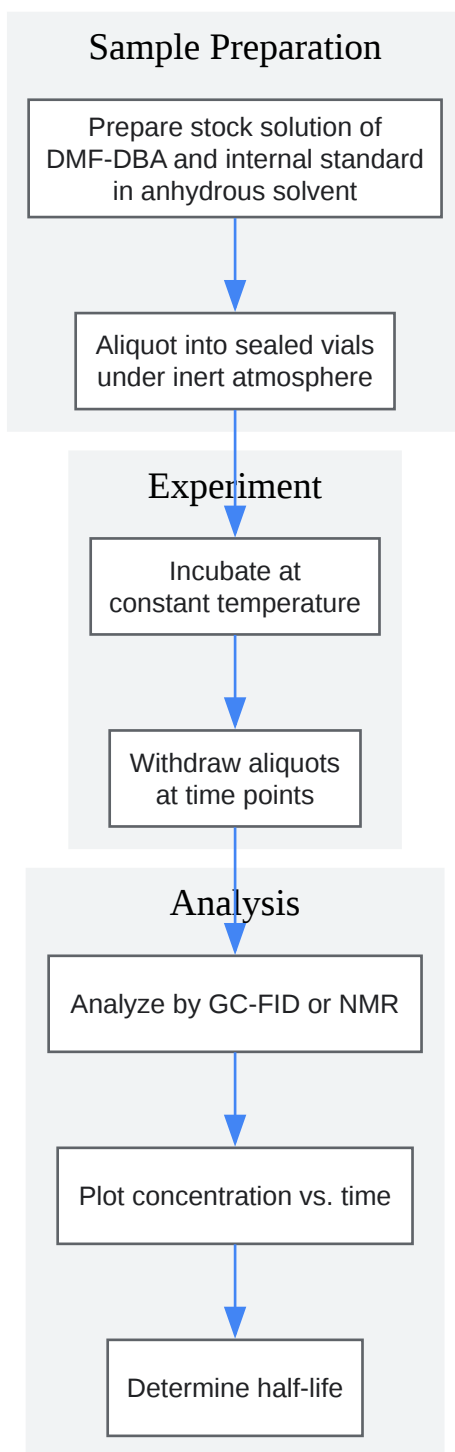 Sample Preparation
Prepare stock solution of
DMF-DBA and internal standard
in anhydrous solvent
Aliquot into sealed vials
under inert atmosphere
Experiment
Incubate at
constant temperature
Withdraw aliquots
at time points
Analysis
Analyze by GC-FID or NMR
Plot concentration vs. time
Determine half-life